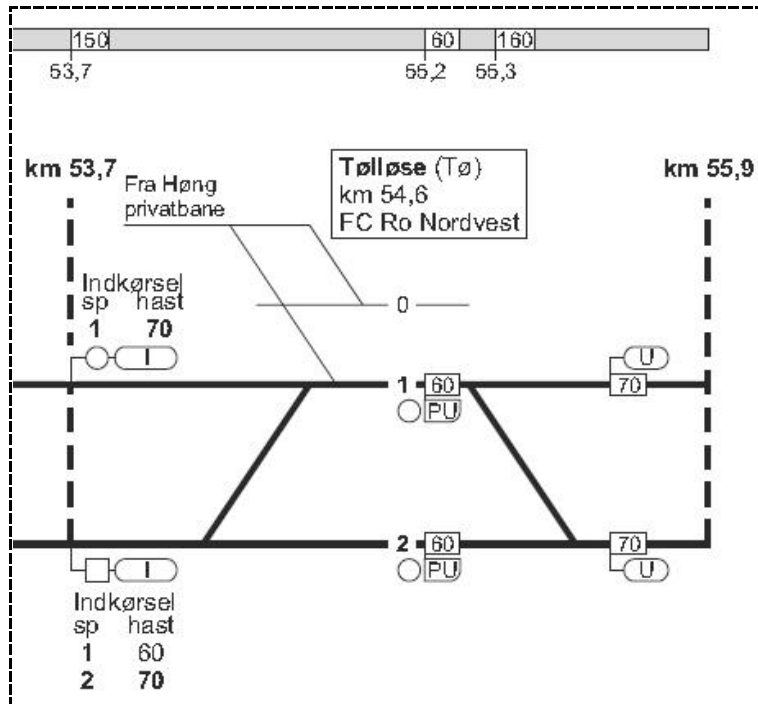 150 60 160
53,7 55,2 55,3
km 53,7
Tølløse (Tø)
km 54,6
FC Ro Nordvest
km 55,9
Fra Høng
privatbane
Indkørsel
sp hast
1 70
I
0
U
1 60 70
PU
2 60 70
PU
U
I
Indkørsel
sp hast
1 60
2 70